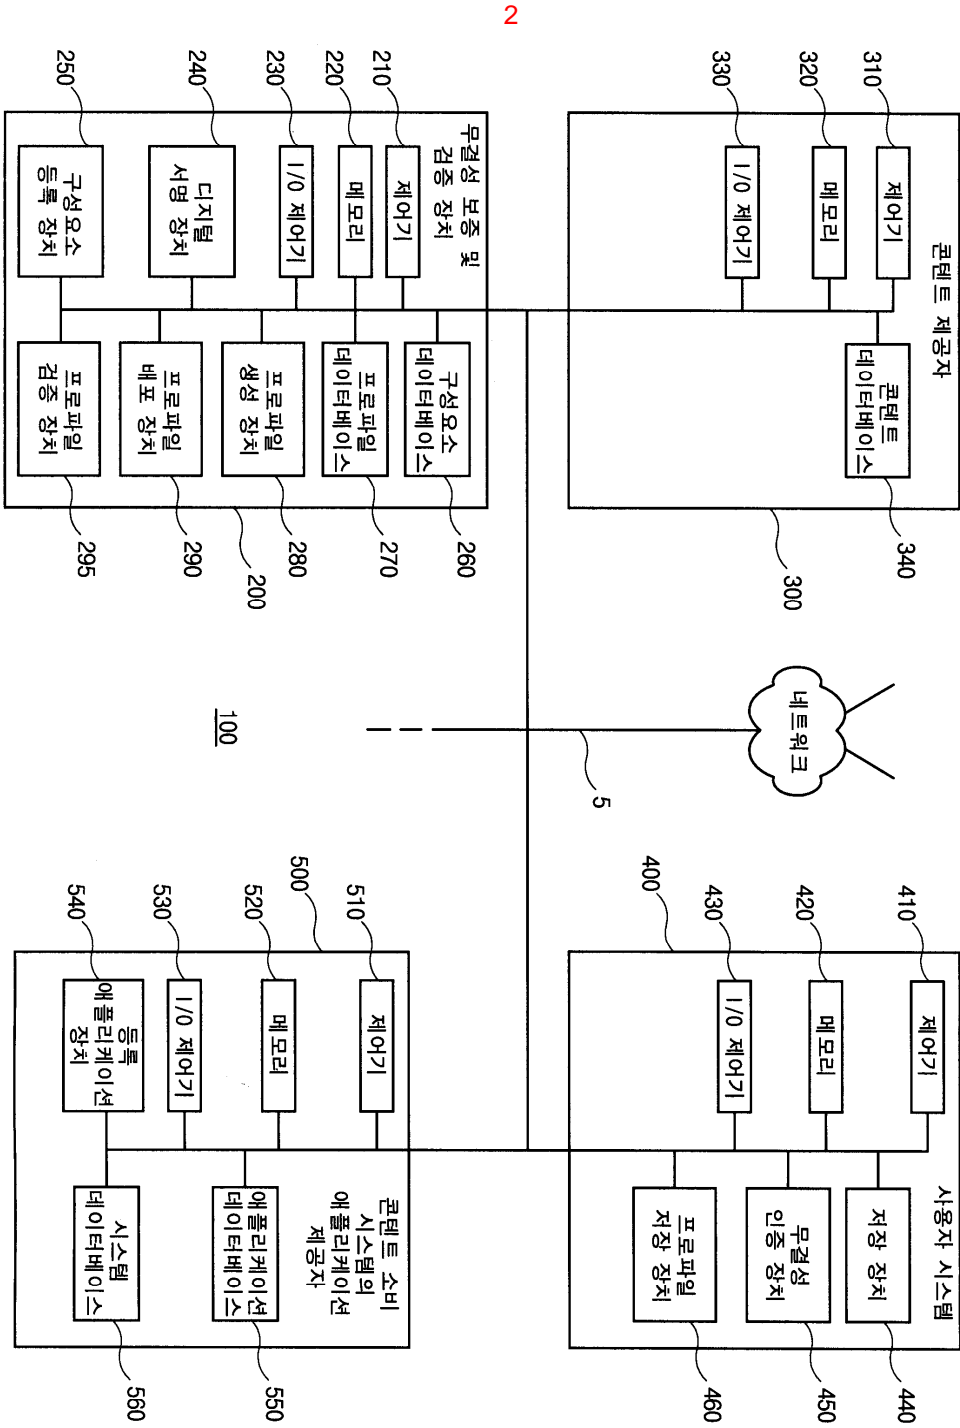 2
310
320
330
콘텐트 제공자
제어기
메모리
I/O 제어기
콘텐트
데이터베이스
340
300
210
220
230
240
250
무결성 보증 및
검증 장치
제어기
메모리
I/O 제어기
디지털
서명 장치
구성요소
등록 장치
구성요소
데이터베이스
프로파일
데이터베이스
프로파일
생성 장치
프로파일
배포 장치
프로파일
검증 장치
260
270
280
290
295
200
네트워크
5
100
400
410
420
430
사용자 시스템
제어기
메모리
I/O 제어기
저장 장치
무결성
인증 장치
프로파일
저장 장치
440
450
460
500
510
520
530
540
제어기
메모리
I/O 제어기
등록
애플리케이션
장치
콘텐트 소비
시스템의
애플리케이션
제공자
애플리케이션
데이터베이스
시스템
데이터베이스
550
560